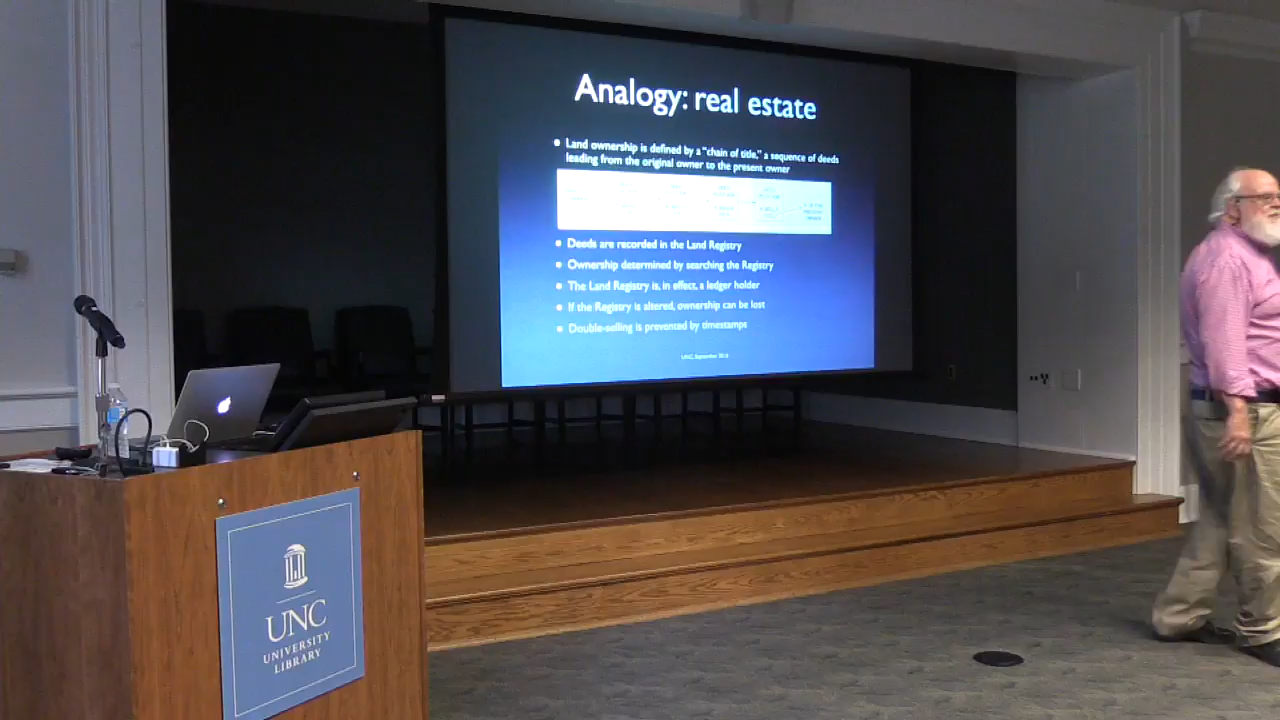 Analogy: real estate
• Land ownership is defined by a "chain of title," a sequence of deeds
leading from the original owner to the present owner
• Deeds are recorded in the Land Registry
• Ownership determined by searching the Registry
• The Land Registry is, in effect, a ledger holder
• If the Registry is altered, ownership can be lost
• Double-selling is prevented by timestamps
UNC, September 2016
UNC
UNIVERSITY
LIBRARY